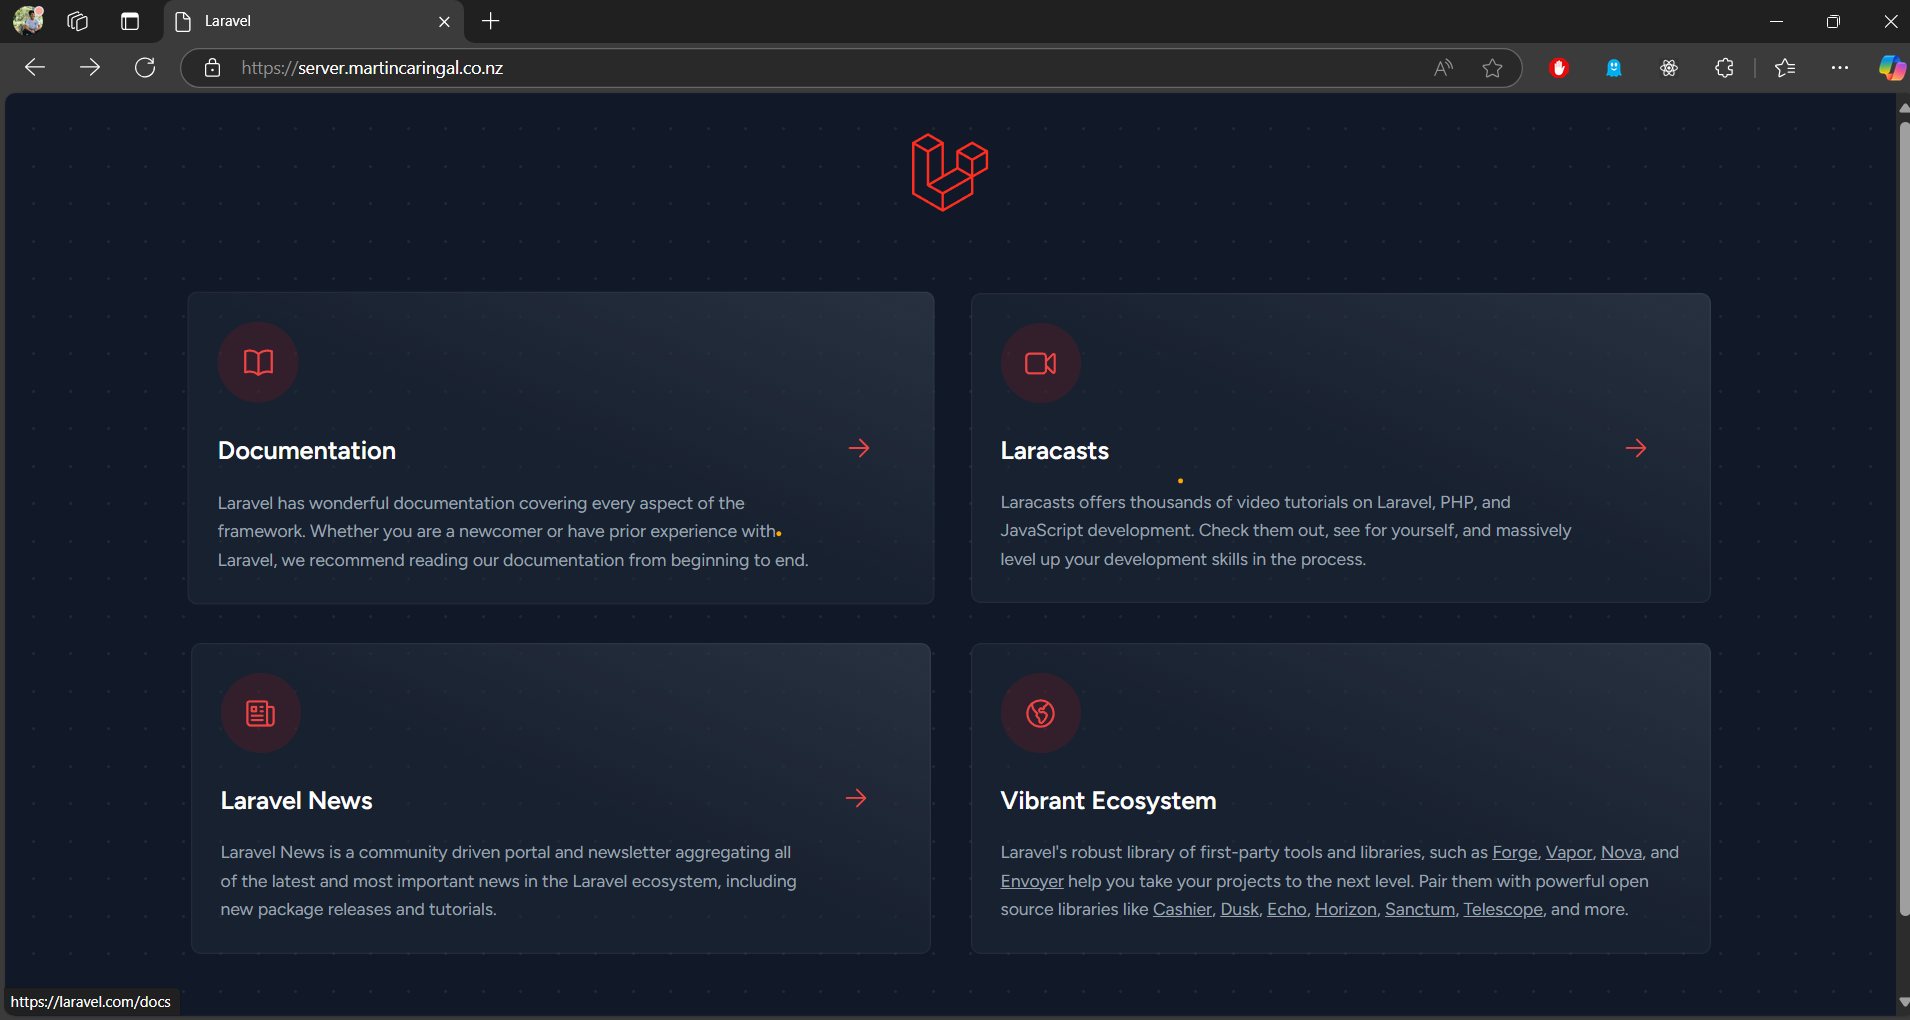 Laravel
https://server.martincaringal.co.nz
Documentation
Laravel has wonderful documentation covering every aspect of the
framework. Whether you are a newcomer or have prior experience with
Laravel, we recommend reading our documentation from beginning to end.
Laracasts
Laracasts offers thousands of video tutorials on Laravel, PHP, and
JavaScript development. Check them out, see for yourself, and massively
level up your development skills in the process.
Laravel News
Laravel News is a community driven portal and newsletter aggregating all
of the latest and most important news in the Laravel ecosystem, including
new package releases and tutorials.
Vibrant Ecosystem
Laravel's robust library of first-party tools and libraries, such as Forge, Vapor, Nova, and
Envoyer help you take your projects to the next level. Pair them with powerful open
source libraries like Cashier, Dusk, Echo, Horizon, Sanctum, Telescope, and more.
https://laravel.com/docs